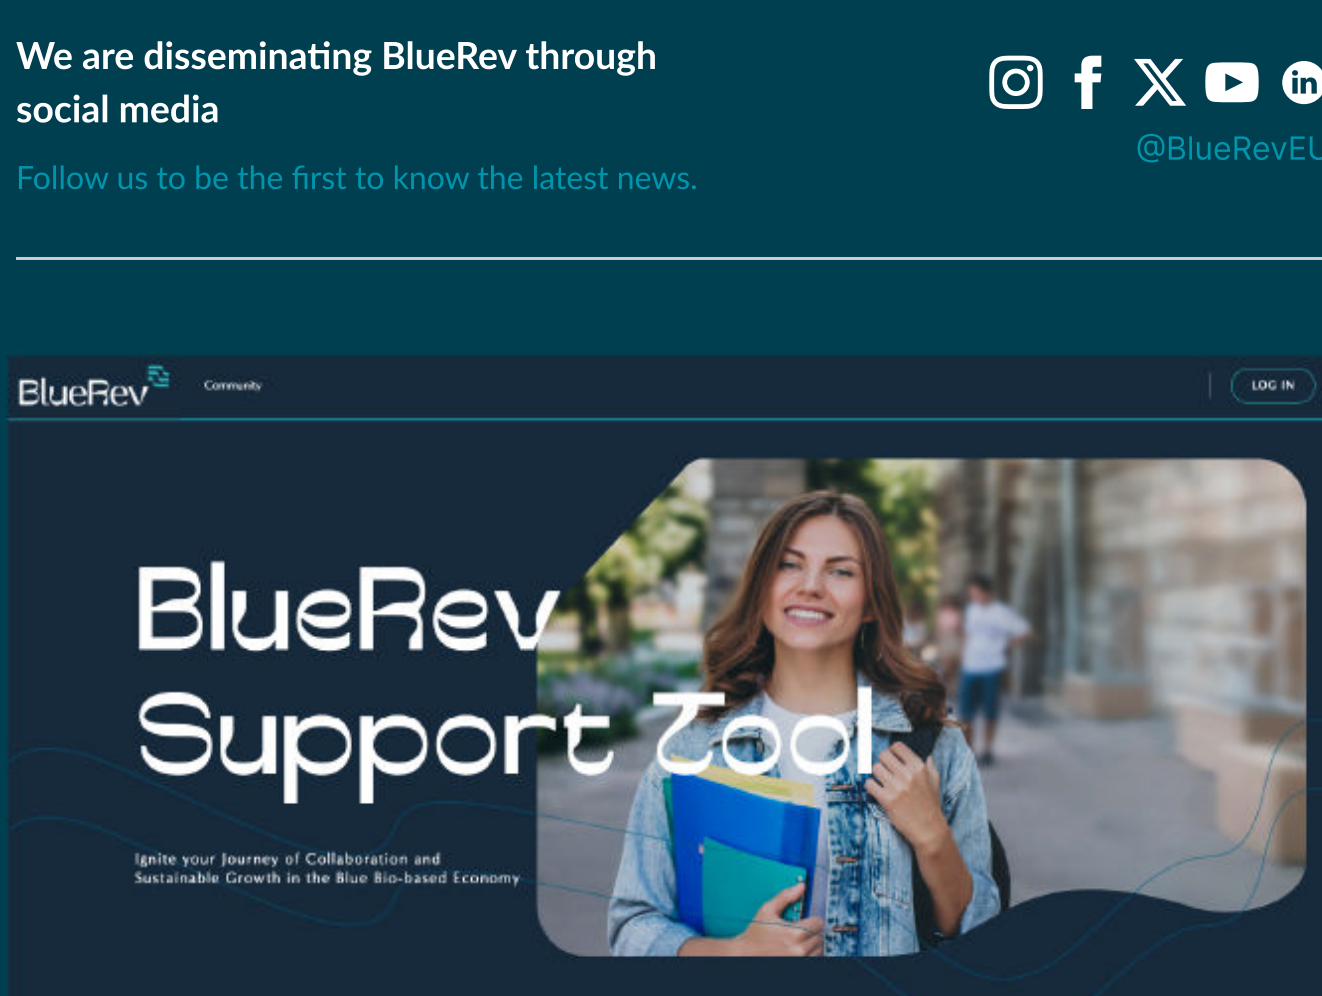 We are disseminating BlueRev through
social media
Follow us to be the first to know the latest news.
@BlueRevEU
BlueRev
Community
LOG IN
BlueRev
Support Tool
Ignite your Journey of Collaboration and
Sustainable Growth in the Blue Bio-based Economy